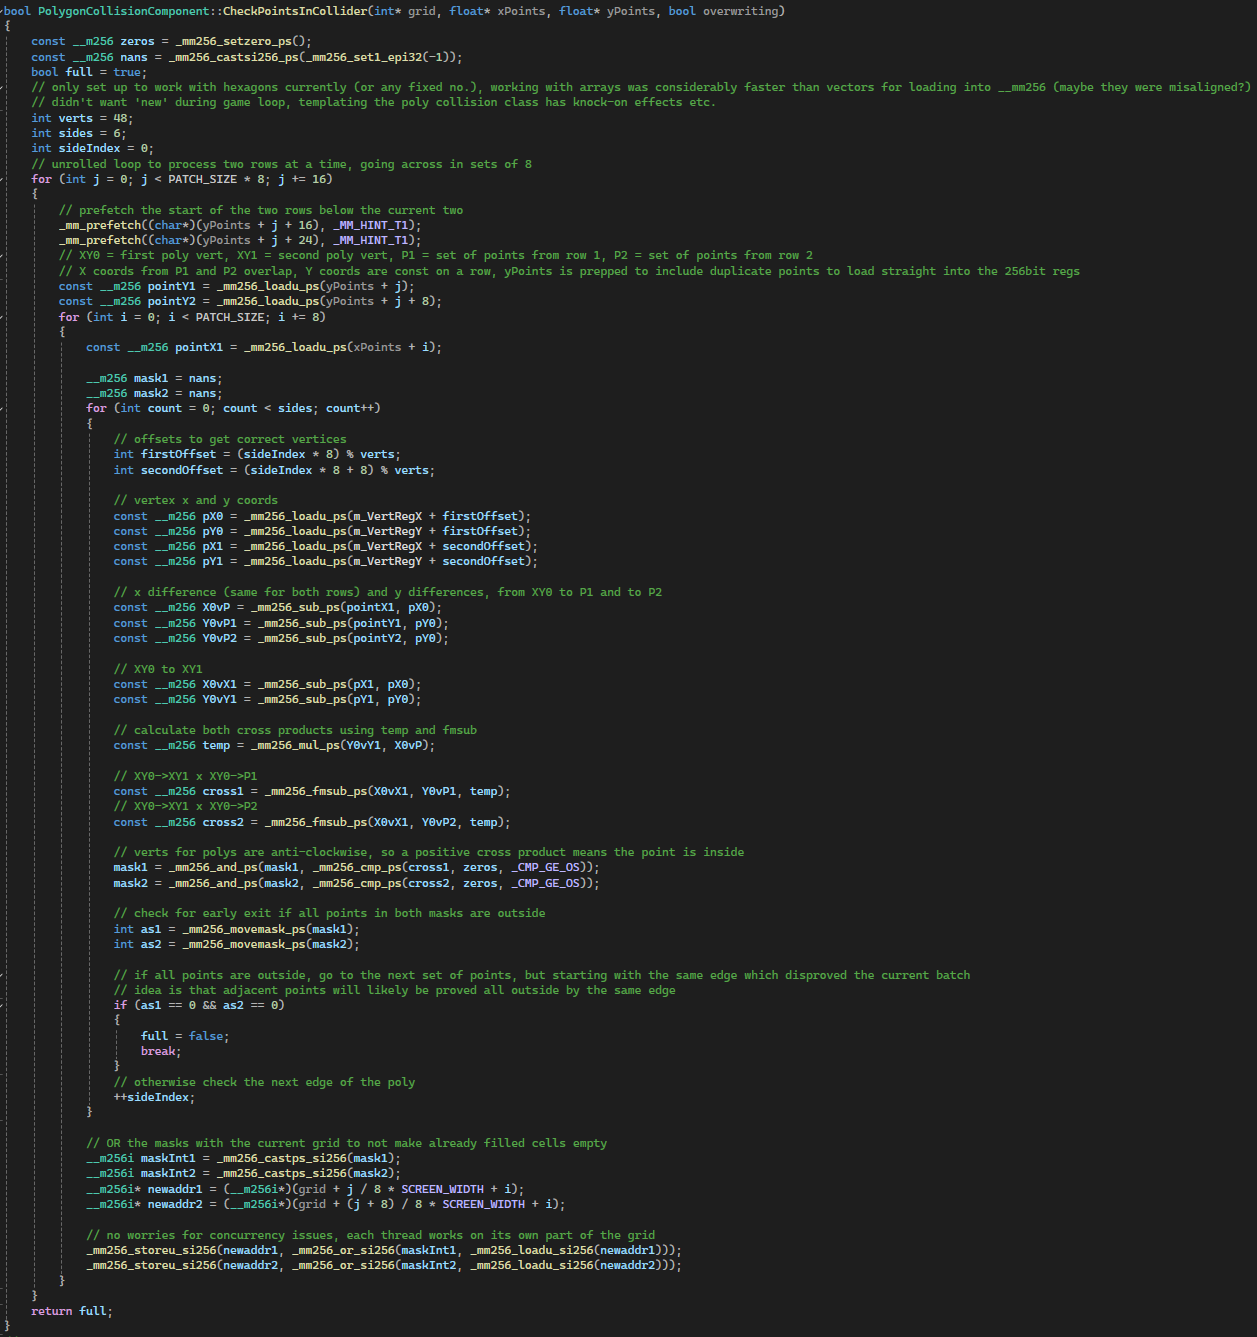 bool PolygonCollisionComponent::CheckPointsInCollider(int* grid, float* xPoints, float* yPoints, bool overwriting)
{
    const __m256 zeros = _mm256_setzero_ps();
    const __m256 nans = _mm256_castsi256_ps(_mm256_set1_epi32(-1));
    bool full = true;
    // only set up to work with hexagons currently (or any fixed no.), working with arrays was considerably faster than vectors for loading into __mm256 (maybe they were misaligned?)
    // didn't want 'new' during game loop, templating the poly collision class has knock-on effects etc.
    int verts = 48;
    int sides = 6;
    int sideIndex = 0;
    // unrolled loop to process two rows at a time, going across in sets of 8
    for (int j = 0; j < PATCH_SIZE * 8; j += 16)
    {
        // prefetch the start of the two rows below the current two
        _mm_prefetch((char*)(yPoints + j + 16), _MM_HINT_T1);
        _mm_prefetch((char*)(yPoints + j + 24), _MM_HINT_T1);
        // XY0 = first poly vert, XY1 = second poly vert, P1 = set of points from row 1, P2 = set of points from row 2
        // X coords from P1 and P2 overlap, Y coords are const on a row, yPoints is prepped to include duplicate points to load straight into the 256bit regs
        const __m256 pointY1 = _mm256_loadu_ps(yPoints + j);
        const __m256 pointY2 = _mm256_loadu_ps(yPoints + j + 8);
        for (int i = 0; i < PATCH_SIZE; i += 8)
        {
            const __m256 pointX1 = _mm256_loadu_ps(xPoints + i);

            __m256 mask1 = nans;
            __m256 mask2 = nans;
            for (int count = 0; count < sides; count++)
            {
                // offsets to get correct vertices
                int firstOffset = (sideIndex * 8) % verts;
                int secondOffset = (sideIndex * 8 + 8) % verts;

                // vertex x and y coords
                const __m256 pX0 = _mm256_loadu_ps(m_VertRegX + firstOffset);
                const __m256 pY0 = _mm256_loadu_ps(m_VertRegY + firstOffset);
                const __m256 pX1 = _mm256_loadu_ps(m_VertRegX + secondOffset);
                const __m256 pY1 = _mm256_loadu_ps(m_VertRegY + secondOffset);

                // x difference (same for both rows) and y differences, from XY0 to P1 and to P2
                const __m256 X0vP = _mm256_sub_ps(pointX1, pX0);
                const __m256 Y0vP1 = _mm256_sub_ps(pointY1, pY0);
                const __m256 Y0vP2 = _mm256_sub_ps(pointY2, pY0);

                // XY0 to XY1
                const __m256 X0vX1 = _mm256_sub_ps(pX1, pX0);
                const __m256 Y0vY1 = _mm256_sub_ps(pY1, pY0);

                // calculate both cross products using temp and fmsub
                const __m256 temp = _mm256_mul_ps(Y0vY1, X0vP);

                // XY0->XY1 x XY0->P1
                const __m256 cross1 = _mm256_fmsub_ps(X0vX1, Y0vP1, temp);
                // XY0->XY1 x XY0->P2
                const __m256 cross2 = _mm256_fmsub_ps(X0vX1, Y0vP2, temp);

                // verts for polys are anti-clockwise, so a positive cross product means the point is inside
                mask1 = _mm256_and_ps(mask1, _mm256_cmp_ps(cross1, zeros, _CMP_GE_OS));
                mask2 = _mm256_and_ps(mask2, _mm256_cmp_ps(cross2, zeros, _CMP_GE_OS));

                // check for early exit if all points in both masks are outside
                int as1 = _mm256_movemask_ps(mask1);
                int as2 = _mm256_movemask_ps(mask2);

                // if all points are outside, go to the next set of points, but starting with the same edge which disproved the current batch
                // idea is that adjacent points will likely be proved all outside by the same edge
                if (as1 == 0 && as2 == 0)
                {
                    full = false;
                    break;
                }
                // otherwise check the next edge of the poly
                ++sideIndex;
            }

            // OR the masks with the current grid to not make already filled cells empty
            __m256i maskInt1 = _mm256_castps_si256(mask1);
            __m256i maskInt2 = _mm256_castps_si256(mask2);
            __m256i* newaddr1 = (__m256i*)(grid + j / 8 * SCREEN_WIDTH + i);
            __m256i* newaddr2 = (__m256i*)(grid + (j + 8) / 8 * SCREEN_WIDTH + i);

            // no worries for concurrency issues, each thread works on its own part of the grid
            _mm256_storeu_si256(newaddr1, _mm256_or_si256(maskInt1, _mm256_loadu_si256(newaddr1)));
            _mm256_storeu_si256(newaddr2, _mm256_or_si256(maskInt2, _mm256_loadu_si256(newaddr2)));
        }
    }
    return full;
}